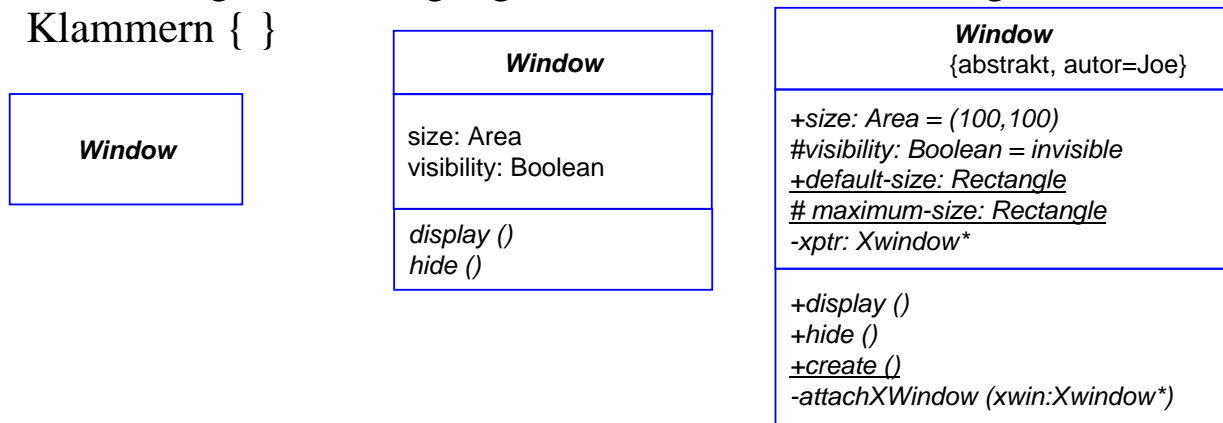 Klammern { }
Window
Window
size: Area
visibility: Boolean
display ()
hide ()
Window
{abstrakt, autor=Joe}
+size: Area = (100,100)
#visibility: Boolean = invisible
+default-size: Rectangle
# maximum-size: Rectangle
-xptr: Xwindow*
+display ()
+hide ()
+create ()
-attachXWindow (xwin:Xwindow*)